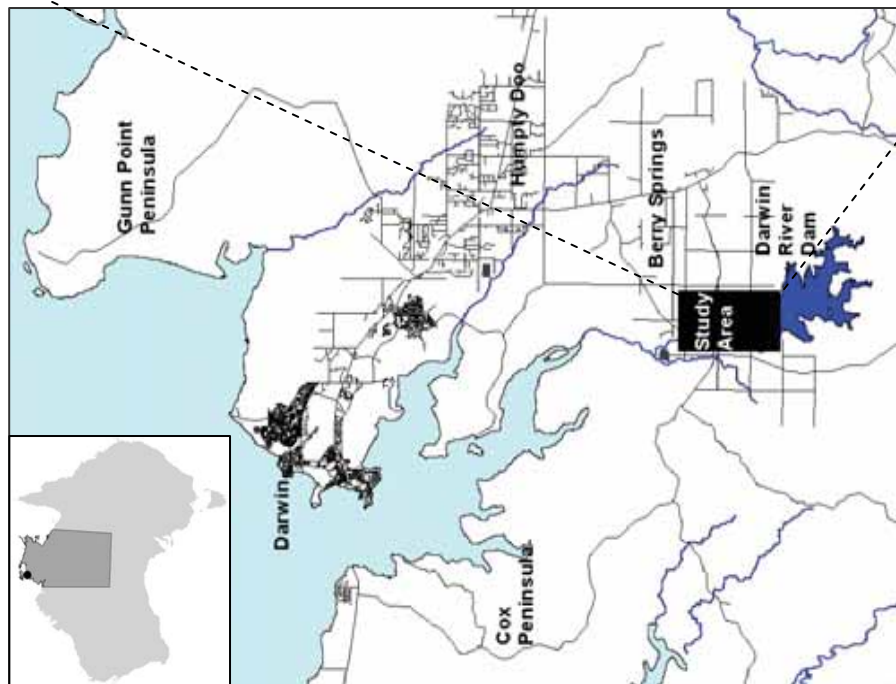 Gunn Point
Peninsula
Humpty Doo
Darwin
Berry Springs
Darwin
River
Dam
Study
Area
Cox
Peninsula